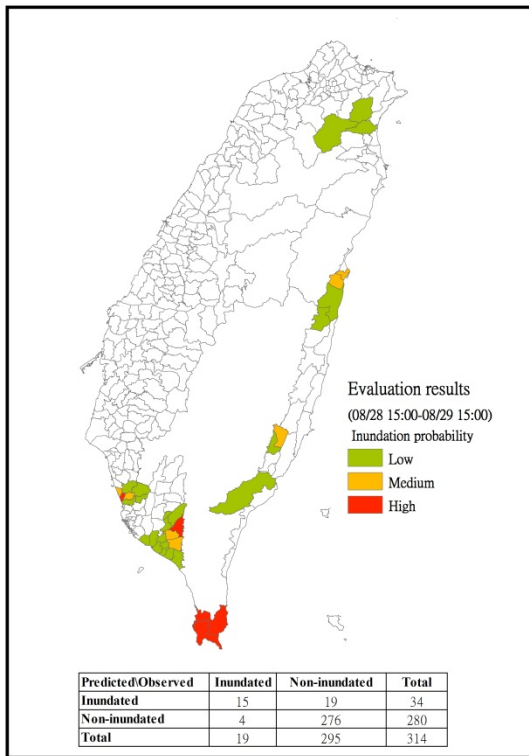 Evaluation results
(08/28 15:00-08/29 15:00)
Inundation probability
Low
Medium
High
Predicted\Observed Inundated Non-inundated Total
Inundated 15 19 34
Non-inundated 4 276 280
Total 19 295 314